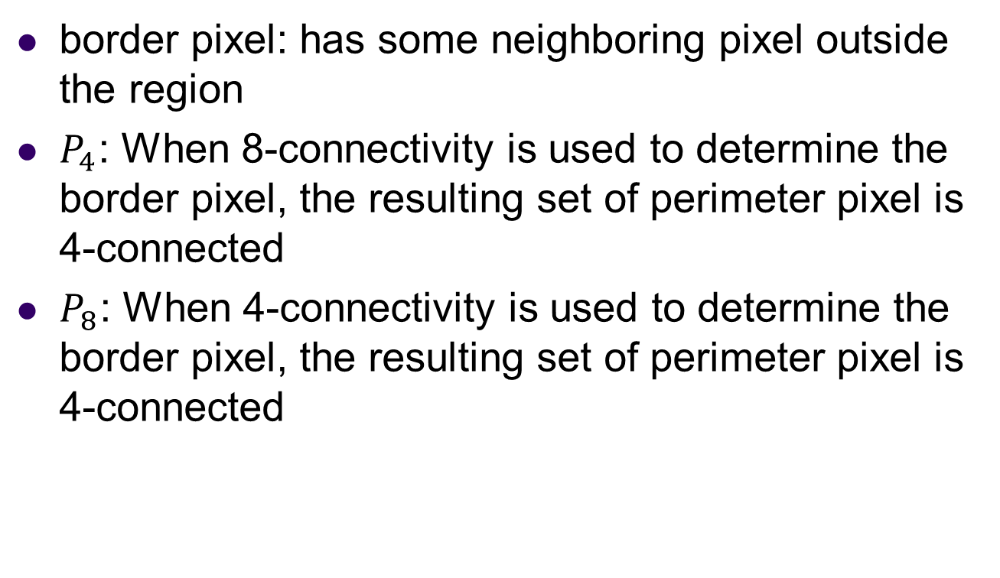 ● border pixel: has some neighboring pixel outside
the region
● P₄: When 8-connectivity is used to determine the
border pixel, the resulting set of perimeter pixel is
4-connected
● P₈: When 4-connectivity is used to determine the
border pixel, the resulting set of perimeter pixel is
4-connected